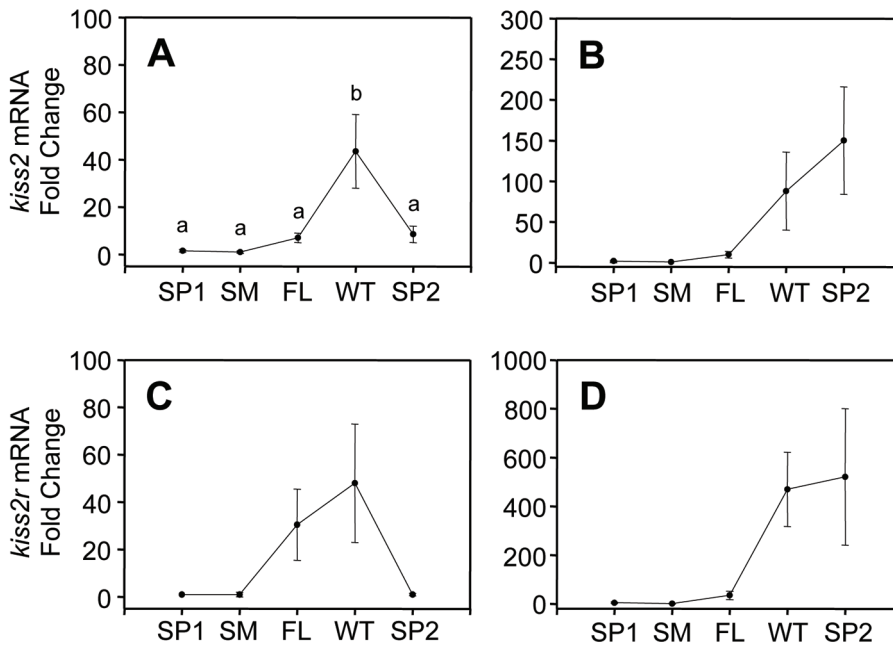 A
kiss2 mRNA
Fold Change
100
80
60
40
20
0
a
a
a
b
a
SP1 SM FL WT SP2
B
300
250
200
150
100
50
0
SP1 SM FL WT SP2
C
kiss2r mRNA
Fold Change
100
80
60
40
20
0
SP1 SM FL WT SP2
D
1000
800
600
400
200
0
SP1 SM FL WT SP2